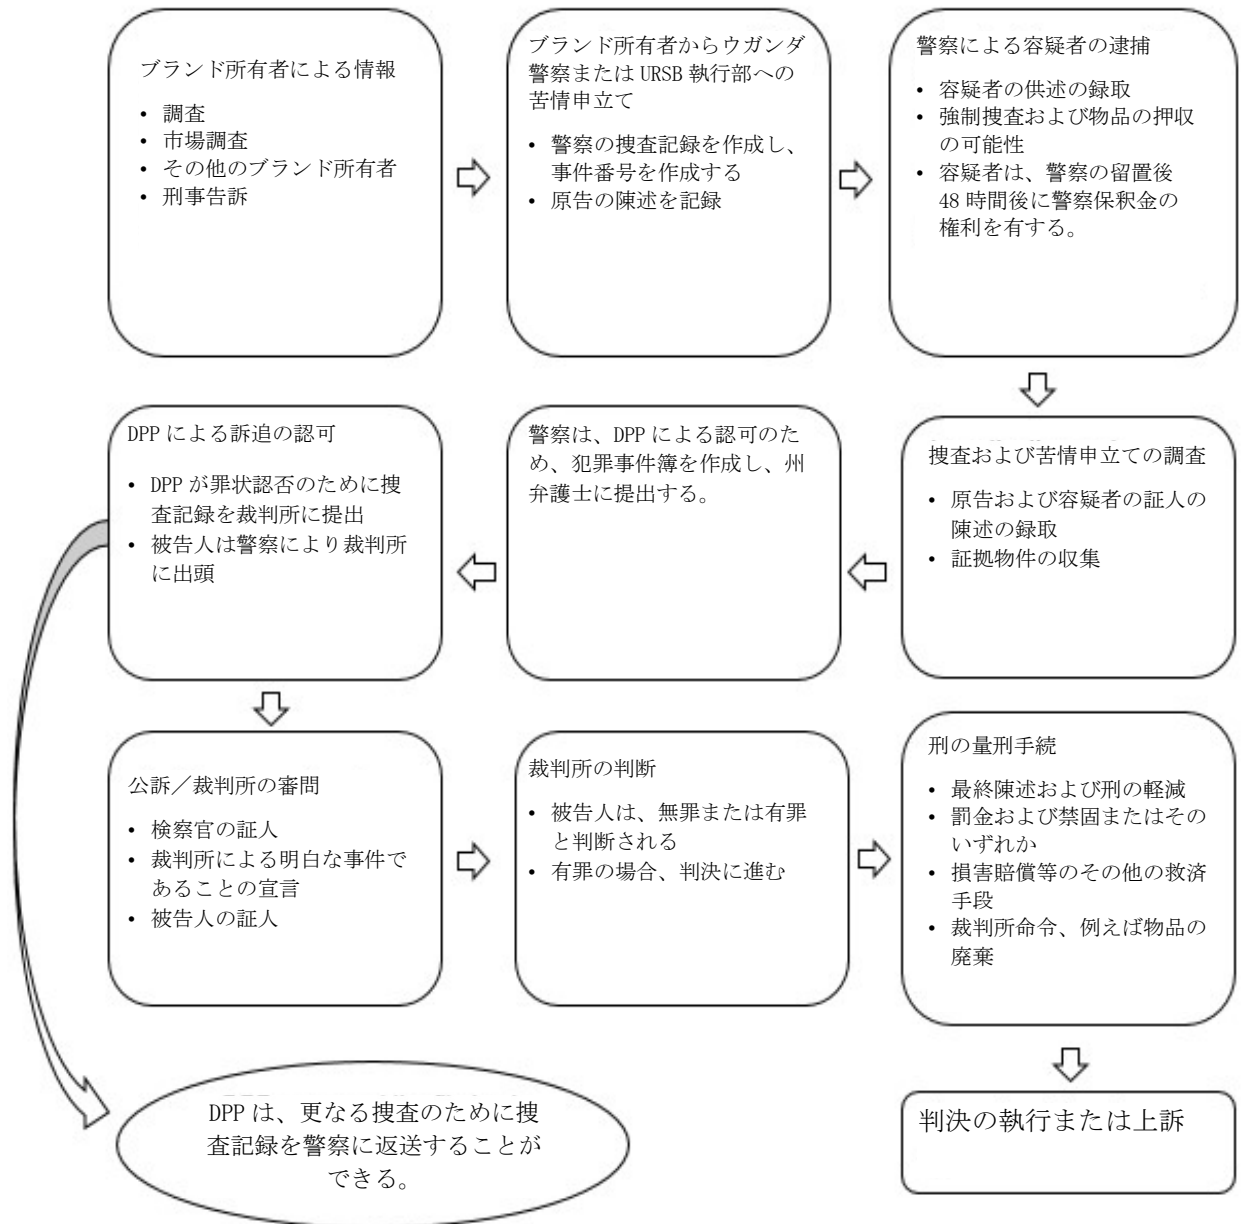 ブランド所有者による情報
• 調査
• 市場調査
• その他のブランド所有者
• 刑事告訴
ブランド所有者からウガンダ
警察または URSB 執行部への
苦情申立て
• 警察の捜査記録を作成し、
事件番号を作成する
• 原告の陳述を記録
警察による容疑者の逮捕
• 容疑者の供述の録取
• 強制捜査および物品の押収
の可能性
• 容疑者は、警察の留置後
48 時間後に警察保釈金の
権利を有する。
捜査および苦情申立ての調査
• 原告および容疑者の証人の
陳述の録取
• 証拠物件の収集
警察は、DPP による認可のた
め、犯罪事件簿を作成し、州
弁護士に提出する。
DPP による訴追の認可
• DPP が罪状認否のために捜
査記録を裁判所に提出
• 被告人は警察により裁判所
に出頭
公訴／裁判所の審問
• 検察官の証人
• 裁判所による明白な事件で
あることの宣言
• 被告人の証人
裁判所の判断
• 被告人は、無罪または有罪
と判断される
• 有罪の場合、判決に進む
刑の量刑手続
• 最終陳述および刑の軽減
• 罰金および禁固またはその
いずれか
• 損害賠償等のその他の救済
手段
• 裁判所命令、例えば物品の
廃棄
DPP は、更なる捜査のために捜
査記録を警察に返送することが
できる。
判決の執行または上訴